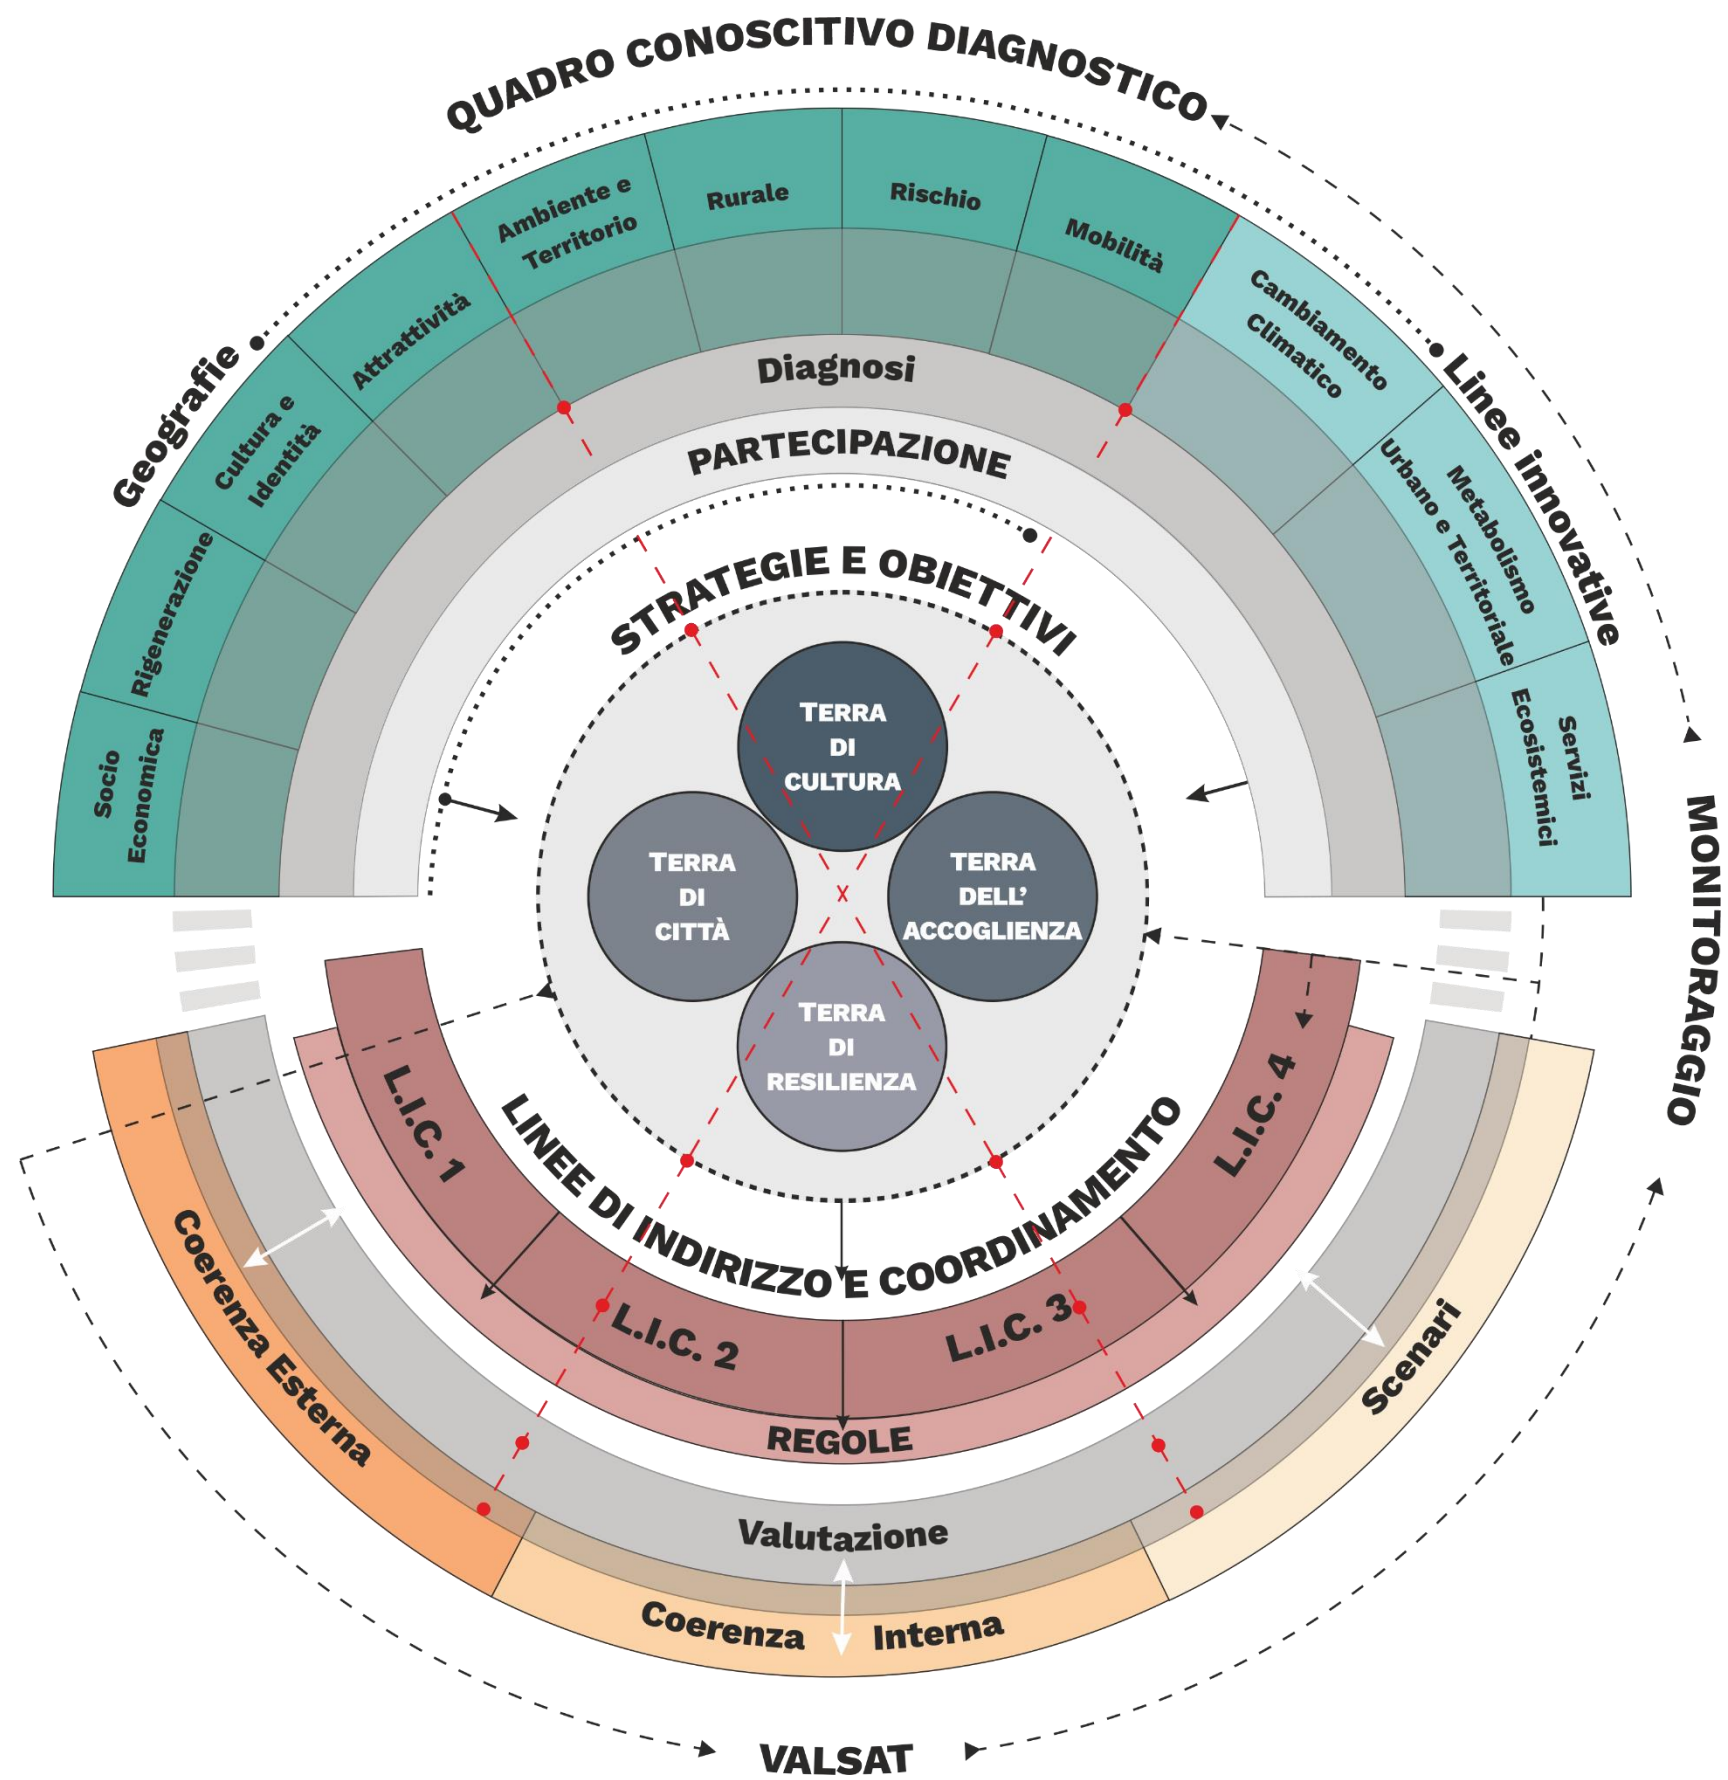 QUADRO CONOSCITIVO DIAGNOSTICO
Geografie
Linee innovative
Socio
Economica
Rigenerazione
Cultura e
Identità
Attrattività
Ambiente e
Territorio
Rurale
Rischio
Mobilità
Cambiamento
Climatico
Metabolismo
Urbano e Territoriale
Servizi
Ecosistemici
Diagnosi
PARTECIPAZIONE
STRATEGIE E OBIETTIVI
TERRA
DI
CULTURA
TERRA
DI
CITTÀ
TERRA
DELL’
ACCOGLIENZA
TERRA
DI
RESILIENZA
MONITORAGGIO
LINEE DI INDIRIZZO E COORDINAMENTO
L.I.C. 1
L.I.C. 2
L.I.C. 3
L.I.C. 4
REGOLE
Valutazione
Coerenza Esterna
Coerenza Interna
Scenari
VALSAT